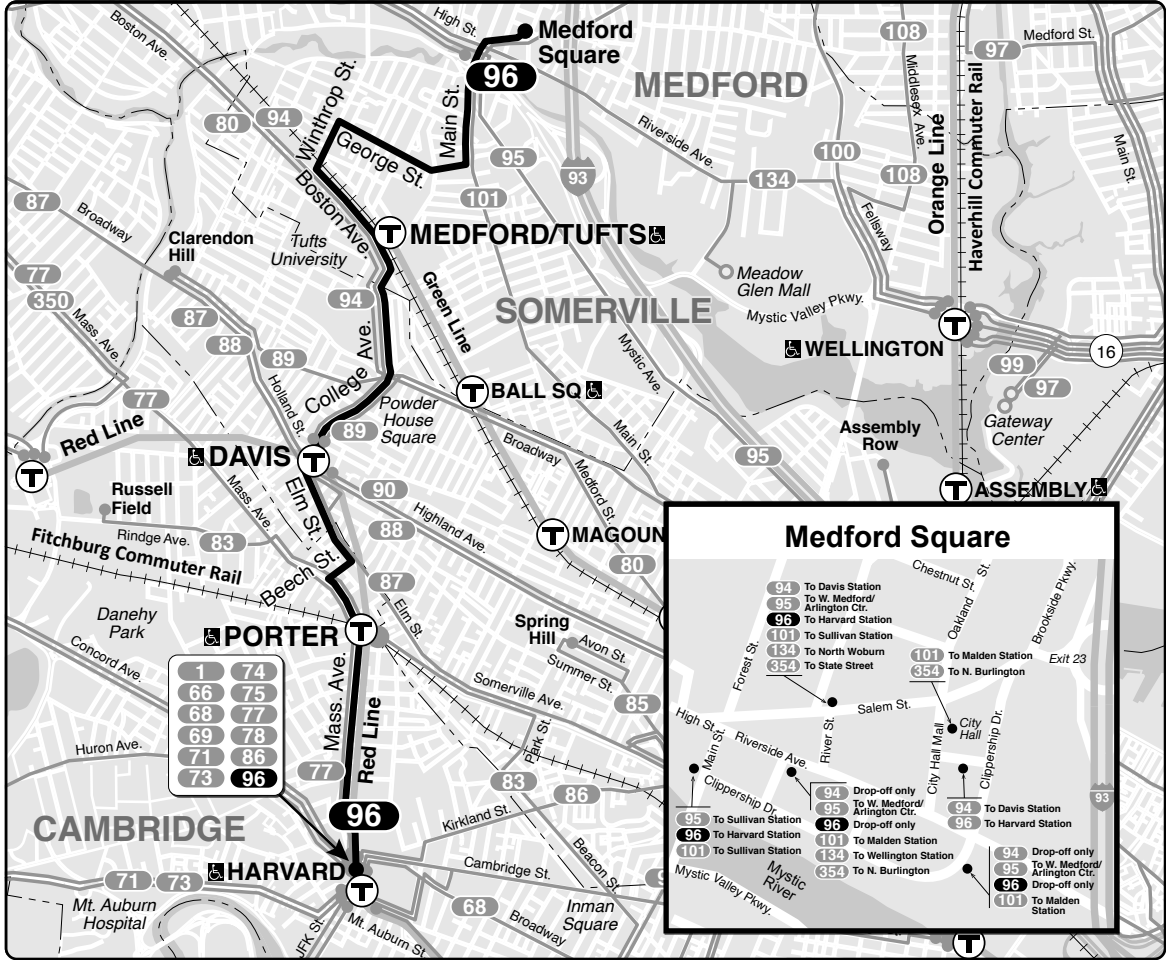 Boston Ave.
High St.
Medford
Square
96
MEDFORD
108
Middlesex Ave.
108
97
Medford St.
Main St.
Orange Line
Haverhill Commuter Rail
80
94
Winthrop St.
George St.
Main St.
95
93
Riverside Ave.
100
134
101
Fellsway
87
Broadway
Clarendon
Hill
Tufts
University
Boston Ave.
MEDFORD/TUFTS
77
350
Mass. Ave.
94
Green Line
SOMERVILLE
Meadow
Glen Mall
Mystic Valley Pkwy.
T
WELLINGTON
16
87
88
89
Holland St.
College Ave.
Mystic Ave.
99
97
Gateway
Center
77
Red Line
Powder
House
Square
BALL SQ
89
Broadway
Main St.
Medford St.
95
Assembly
Row
DAVIS
ASSEMBLY
Russell
Field
Mass. Ave.
Elm St.
90
88
Highland Ave.
MAGOUN
80
Rindge Ave.
83
Fitchburg Commuter Rail
Beech St.
87
Elm St.
Danehy
Park
Concord Ave.
PORTER
Spring
Hill
Avon St.
Summer St.
85
Somerville Ave.
Park St.
1 74
66 75
68 77
69 78
71 86
73 96
Huron Ave.
Mass. Ave.
Red Line
77
83
86
96
Kirkland St.
Beacon St.
CAMBRIDGE
HARVARD
Cambridge St.
71
73
Mt. Auburn
Hospital
JFK St.
Mt. Auburn St.
68
Broadway
Inman
Square
Medford Square
94 To Davis Station
95 To W. Medford/
Arlington Ctr.
96 To Harvard Station
101 To Sullivan Station
134 To North Woburn
354 To State Street
Chestnut St.
Oakland St.
Brookside Pkwy.
101 To Malden Station
354 To N. Burlington
Exit 23
Forest St.
Salem St.
High St.
Main St.
Riverside Ave.
River St.
City
Hall
City Hall Mall
Clippership Dr.
Clippership Dr.
93
95 To Sullivan Station
96 To Harvard Station
101 To Sullivan Station
94 Drop-off only
95 To W. Medford/
Arlington Ctr.
96 Drop-off only
101 To Malden Station
134 To Wellington Station
354 To N. Burlington
94 To Davis Station
96 To Harvard Station
94 Drop-off only
95 To W. Medford/
Arlington Ctr.
96 Drop-off only
101 To Malden
Station
Mystic
River
Mystic Valley Pkwy.